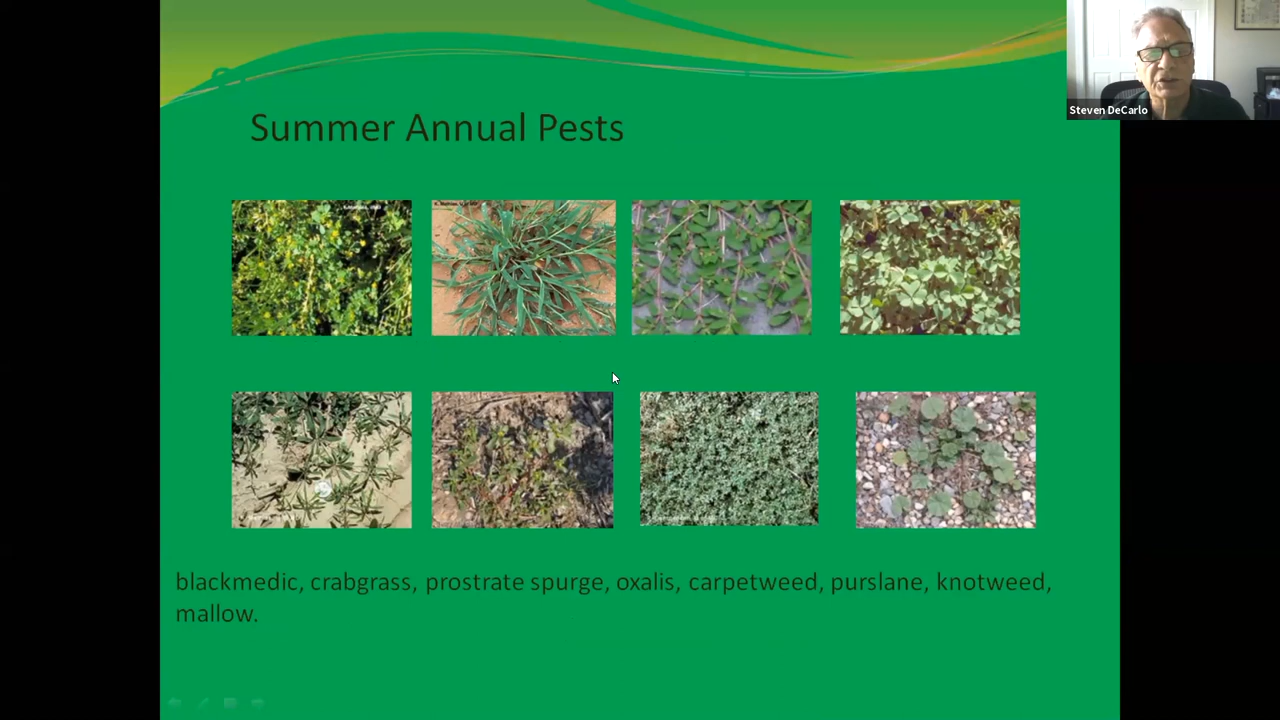 Steven DeCarlo
Summer Annual Pests
blackmedic, crabgrass, prostrate spurge, oxalis, carpetweed, purslane, knotweed,
mallow.